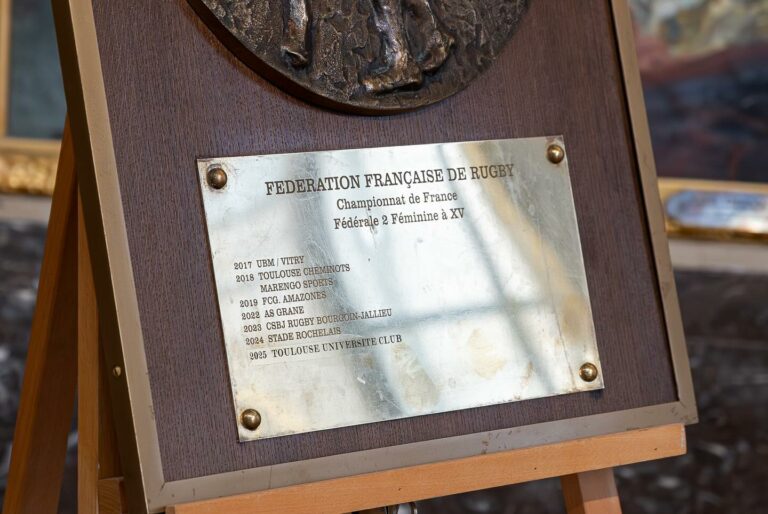 FEDERATION FRANÇAISE DE RUGBY
Championnat de France
Fédérale 2 Féminine à XV
2017 UBM / VITRY
2018 TOULOUSE CHEMINOTS
MARENGO SPORTS
2019 FCG. AMAZONES
2022 AS GRANE
2023 CSBJ RUGBY BOURGOIN-JALLIEU
2024 STADE ROCHELAIS
2025 TOULOUSE UNIVERSITE CLUB